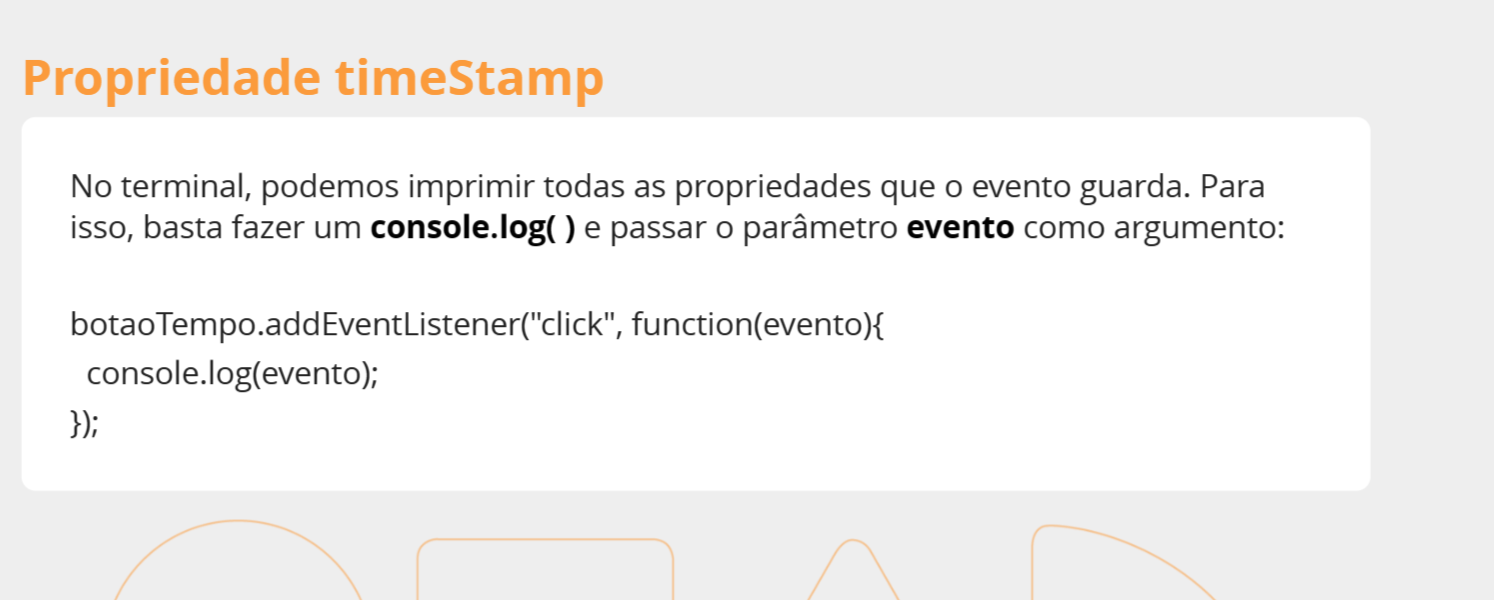 Propriedade timeStamp
No terminal, podemos imprimir todas as propriedades que o evento guarda. Para
isso, basta fazer um console.log( ) e passar o parâmetro evento como argumento:
botaoTempo.addEventListener("click", function(evento){
console.log(evento);
});